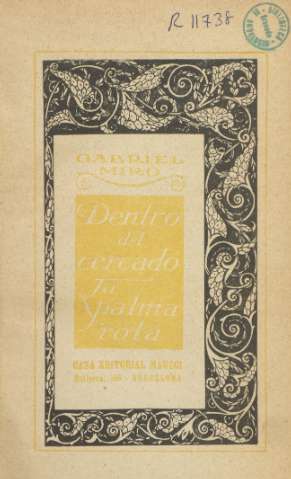 R 11738
GABRIEL
MIRÓ
Dentro
del
cercado
La
palma
rota
CASA EDITORIAL MAUCCI
Mallorca, 166 - BARCELONA